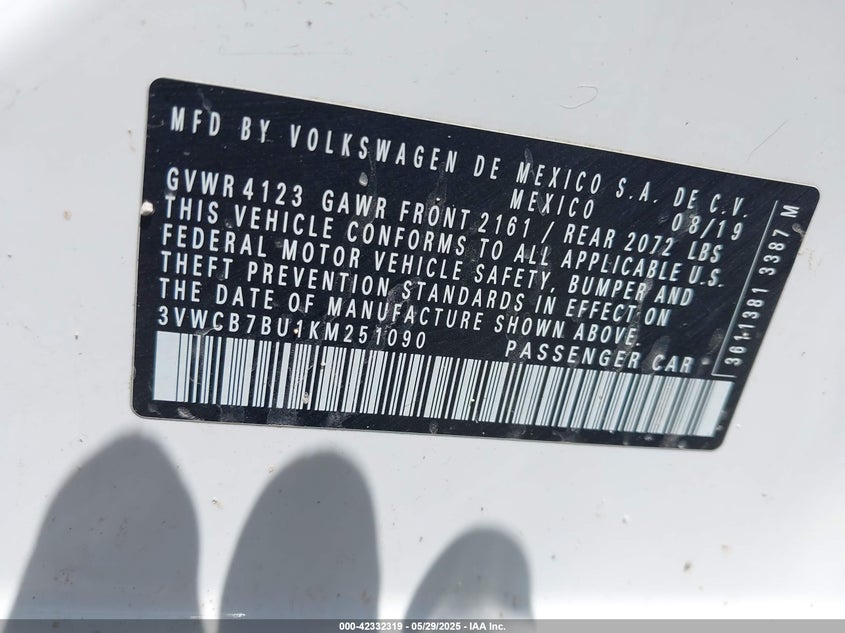 MFD BY VOLKSWAGEN DE MEXICO S.A. DE C.V.
MEXICO 08/19
GVWR 4123 GAWR FRONT 2161 / REAR 2072 LBS
THIS VEHICLE CONFORMS TO ALL APPLICABLE U.S.
FEDERAL MOTOR VEHICLE SAFETY, BUMPER AND
THEFT PREVENTION STANDARDS IN EFFECT ON
THE DATE OF MANUFACTURE SHOWN ABOVE.
3VWCB7BU1KM251090 PASSENGER CAR
3611381 3387 M
000-42332319 - 05/29/2025 - IAA Inc.